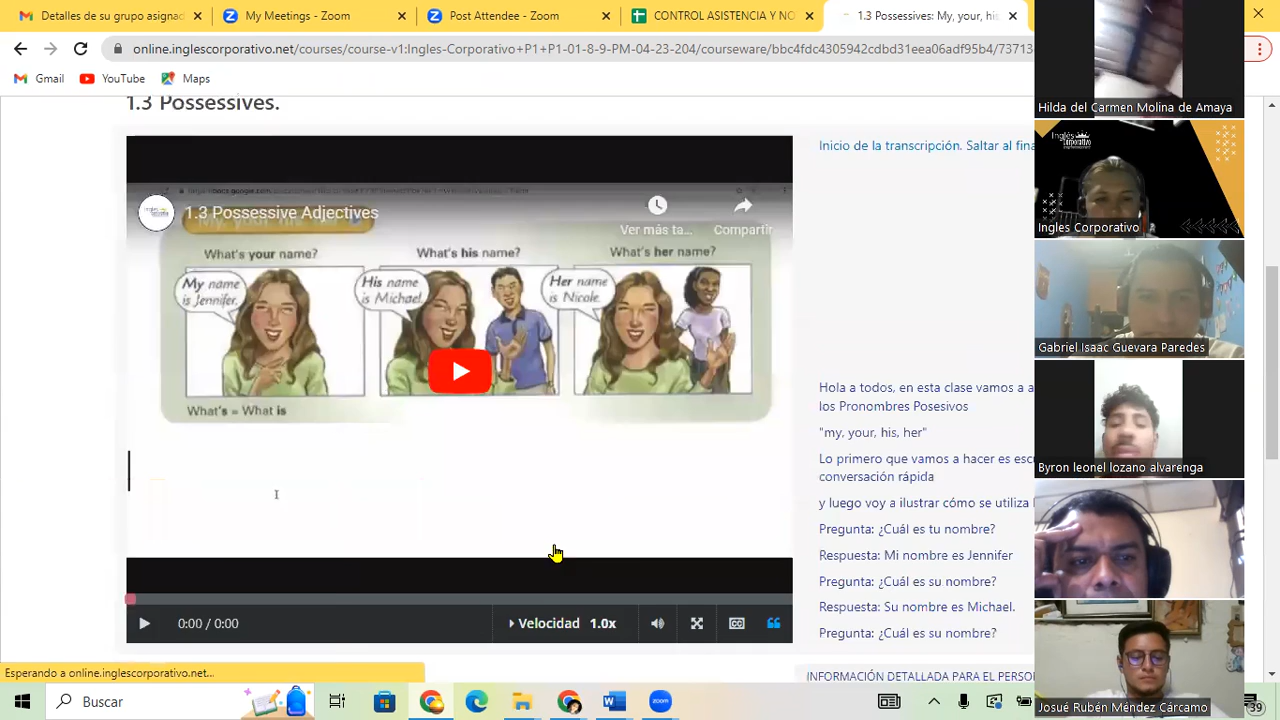 Detalles de su grupo asignad
My Meetings - Zoom
Post Attendee - Zoom
CONTROL ASISTENCIA Y NO
1.3 Possessives: My, your, his
online.inglescorporativo.net/courses/course-v1:Ingles-Corporativo+P1+P1-01-8-9-PM-04-23-204/courseware/bbc4fdc4305942cdbd31eea06adf95b4/73713
Gmail
YouTube
Maps
1.3 Possessives.
1.3 Possessive Adjectives
Ver más ta...
Compartir
What's your name?
My name is Jennifer.
What's his name?
His name is Michael.
What's her name?
Her name is Nicole.
What's = What is
0:00 / 0:00
Velocidad 1.0x
Inicio de la transcripción. Saltar al fina
Hola a todos, en esta clase vamos a a
los Pronombres Posesivos
"my, your, his, her"
Lo primero que vamos a hacer es escu
conversación rápida
y luego voy a ilustrar cómo se utiliza l
Pregunta: ¿Cuál es tu nombre?
Respuesta: Mi nombre es Jennifer
Pregunta: ¿Cuál es su nombre?
Respuesta: Su nombre es Michael.
Pregunta: ¿Cuál es su nombre?
(INFORMACIÓN DETALLADA PARA EL PERSO
Esperando a online.inglescorporativo.net...
Buscar
39
Hilda del Carmen Molina de Amaya
Inglés
Corporativo
Ingles Corporativo
Gabriel Isaac Guevara Paredes
Byron leonel lozano alvarenga
Josué Rubén Méndez Cárcamo